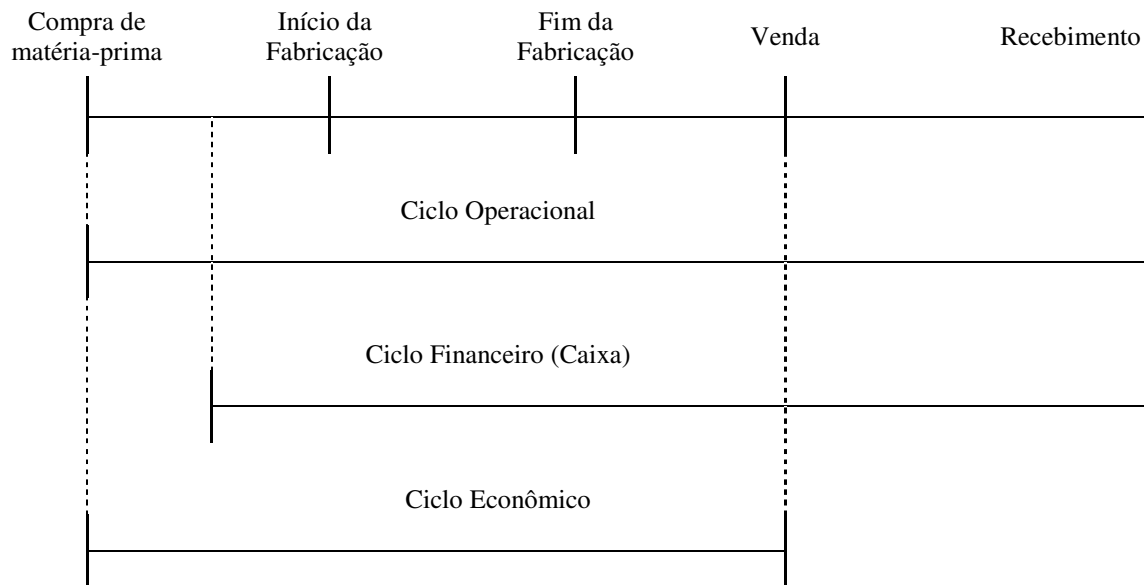 Compra de
matéria-prima
Início da
Fabricação
Fim da
Fabricação
Venda
Recebimento
Ciclo Operacional
Ciclo Financeiro (Caixa)
Ciclo Econômico